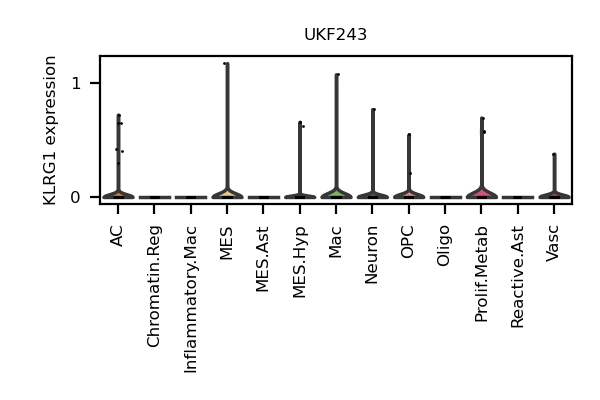 UKF243
KLRG1 expression
1
0
AC
Chromatin.Reg
Inflammatory.Mac
MES
MES.Ast
MES.Hyp
Mac
Neuron
OPC
Oligo
Prolif.Metab
Reactive.Ast
Vasc